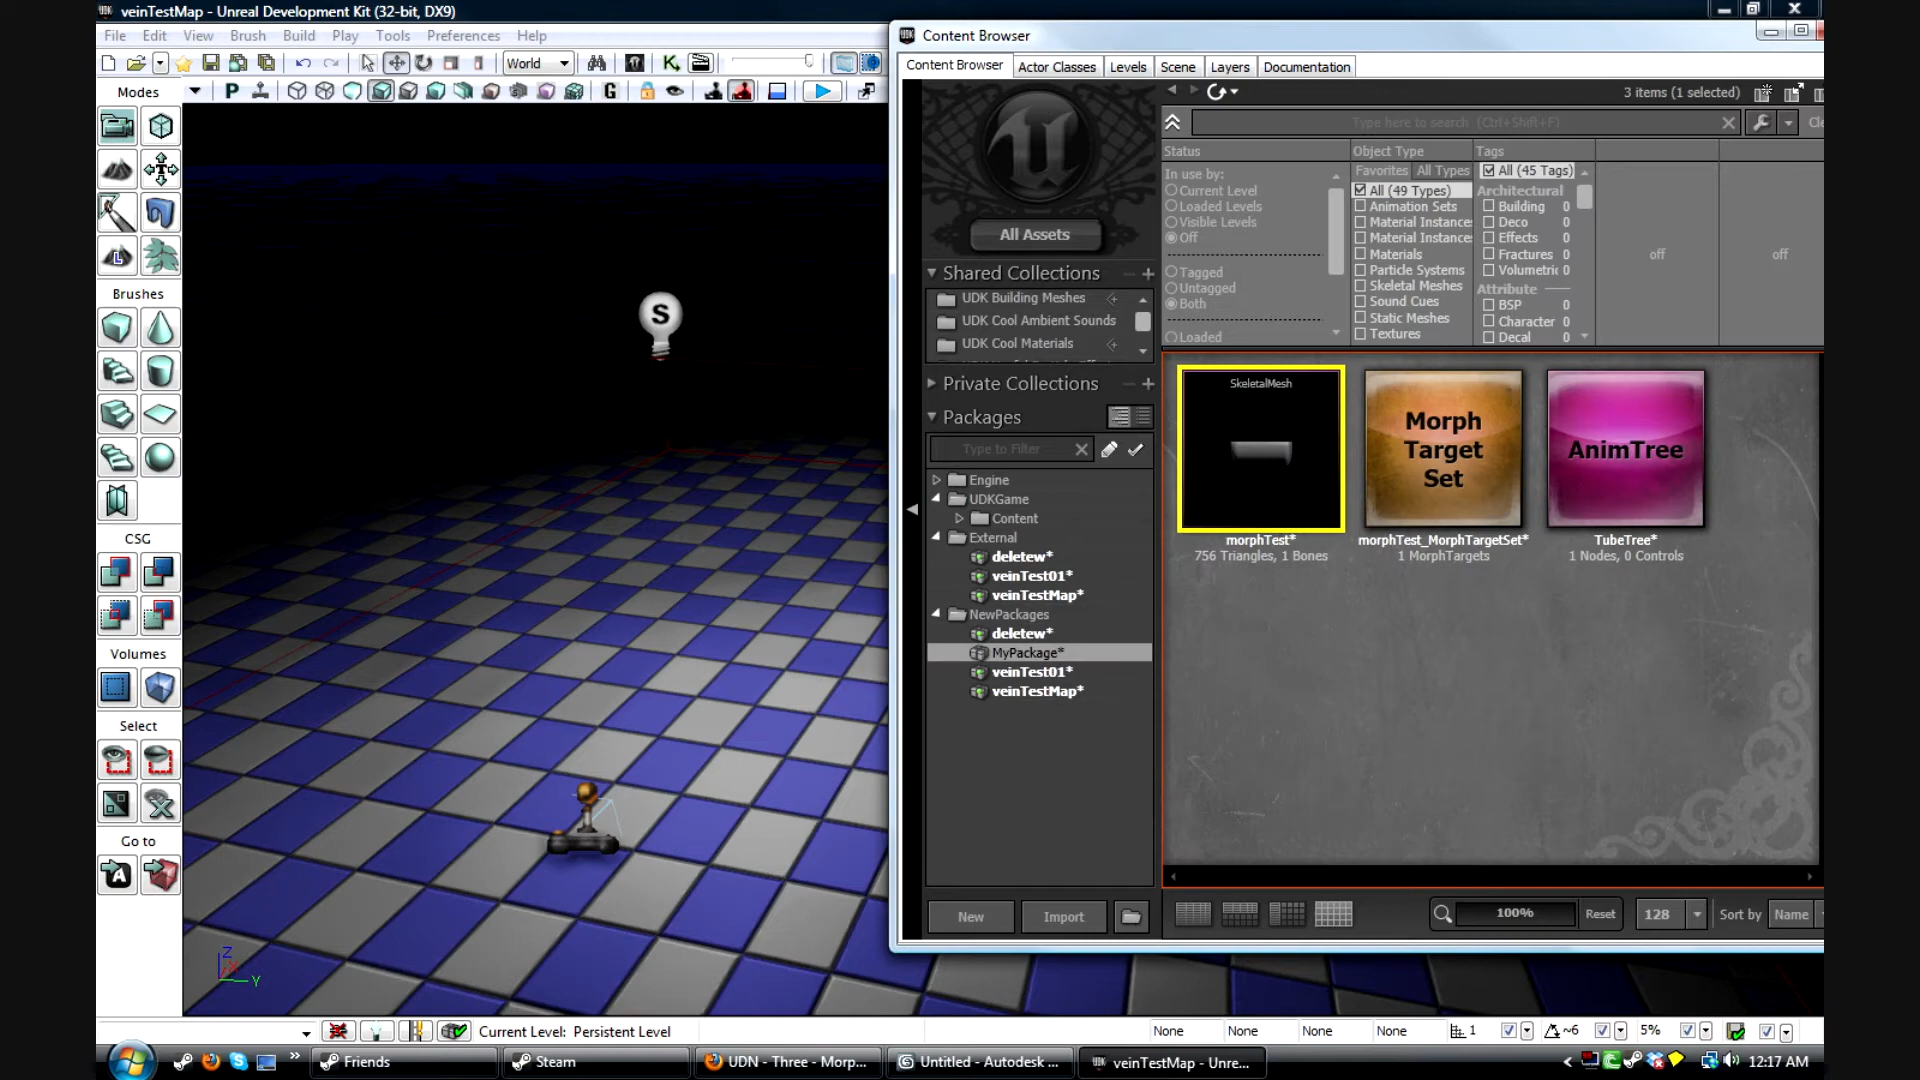 veinTestMap - Unreal Development Kit (32-bit, DX9)
File Edit View Brush Build Play Tools Preferences Help
World
Modes
Brushes
CSG
Volumes
Select
Go to
S
Z
Y
Content Browser
Content Browser Actor Classes Levels Scene Layers Documentation
3 items (1 selected)
Type here to search (Ctrl+Shift+F)
Status
In use by:
Current Level
Loaded Levels
Visible Levels
Off
Tagged
Untagged
Both
Loaded
Object Type
Favorites All Types
All (49 Types)
Animation Sets
Material Instance
Material Instance
Materials
Particle Systems
Skeletal Meshes
Sound Cues
Static Meshes
Textures
Tags
All (45 Tags)
Architectural
Building 0
Deco 0
Effects 0
Fractures 0
Volumetric 0
Attribute
BSP 0
Character 0
Decal 0
off
off
All Assets
Shared Collections
UDK Building Meshes
UDK Cool Ambient Sounds
UDK Cool Materials
Private Collections
Packages
Type to Filter
Engine
UDKGame
Content
External
deletew*
veinTest01*
veinTestMap*
NewPackages
deletew*
MyPackage*
veinTest01*
veinTestMap*
New Import
SkeletalMesh
morphTest*
756 Triangles, 1 Bones
Morph
Target
Set
morphTest_MorphTargetSet*
1 MorphTargets
AnimTree
TubeTree*
1 Nodes, 0 Controls
100% Reset 128 Sort by Name
Current Level: Persistent Level
None None None None 1 ~6 5%
Friends Steam UDN - Three - Morp... Untitled - Autodesk ... veinTestMap - Unre... 12:17 AM